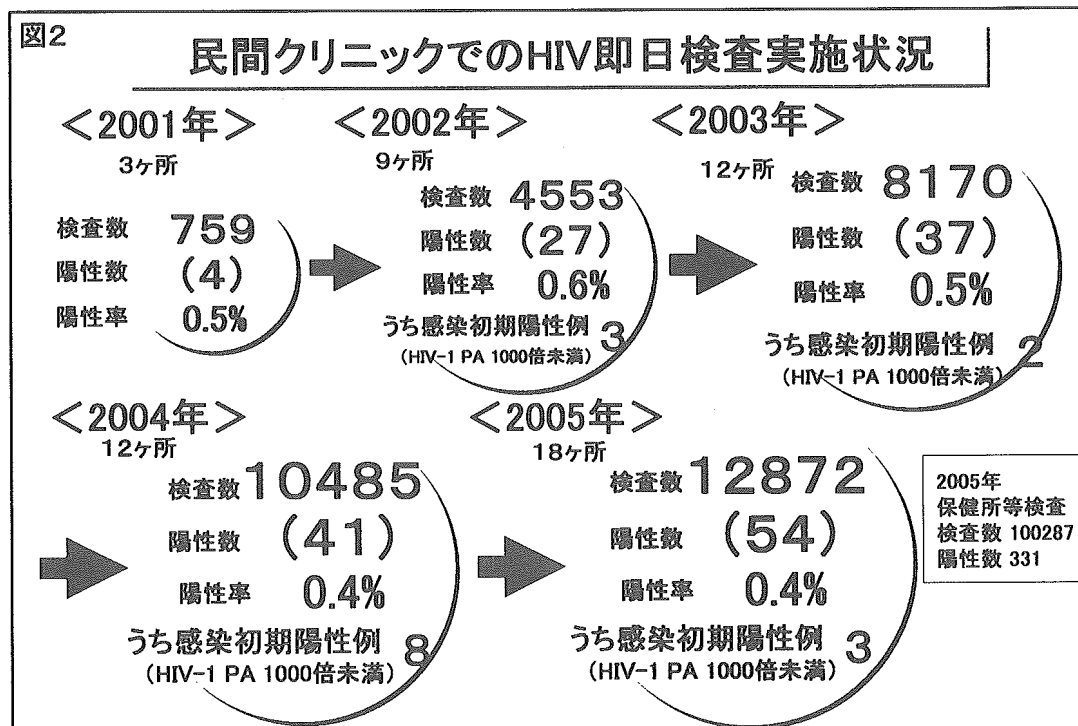 図2
民間クリニックでのHIV即日検査実施状況
＜2001年＞
3ヶ所
検査数 759
陽性数 (4)
陽性率 0.5%
＜2002年＞
9ヶ所
検査数 4553
陽性数 (27)
陽性率 0.6%
うち感染初期陽性例 3
(HIV-1 PA 1000倍未満)
＜2003年＞
12ヶ所
検査数 8170
陽性数 (37)
陽性率 0.5%
うち感染初期陽性例 2
(HIV-1 PA 1000倍未満)
＜2004年＞
12ヶ所
検査数 10485
陽性数 (41)
陽性率 0.4%
うち感染初期陽性例 8
(HIV-1 PA 1000倍未満)
＜2005年＞
18ヶ所
検査数 12872
陽性数 (54)
陽性率 0.4%
うち感染初期陽性例 3
(HIV-1 PA 1000倍未満)
2005年
保健所等検査
検査数 100287
陽性数 331